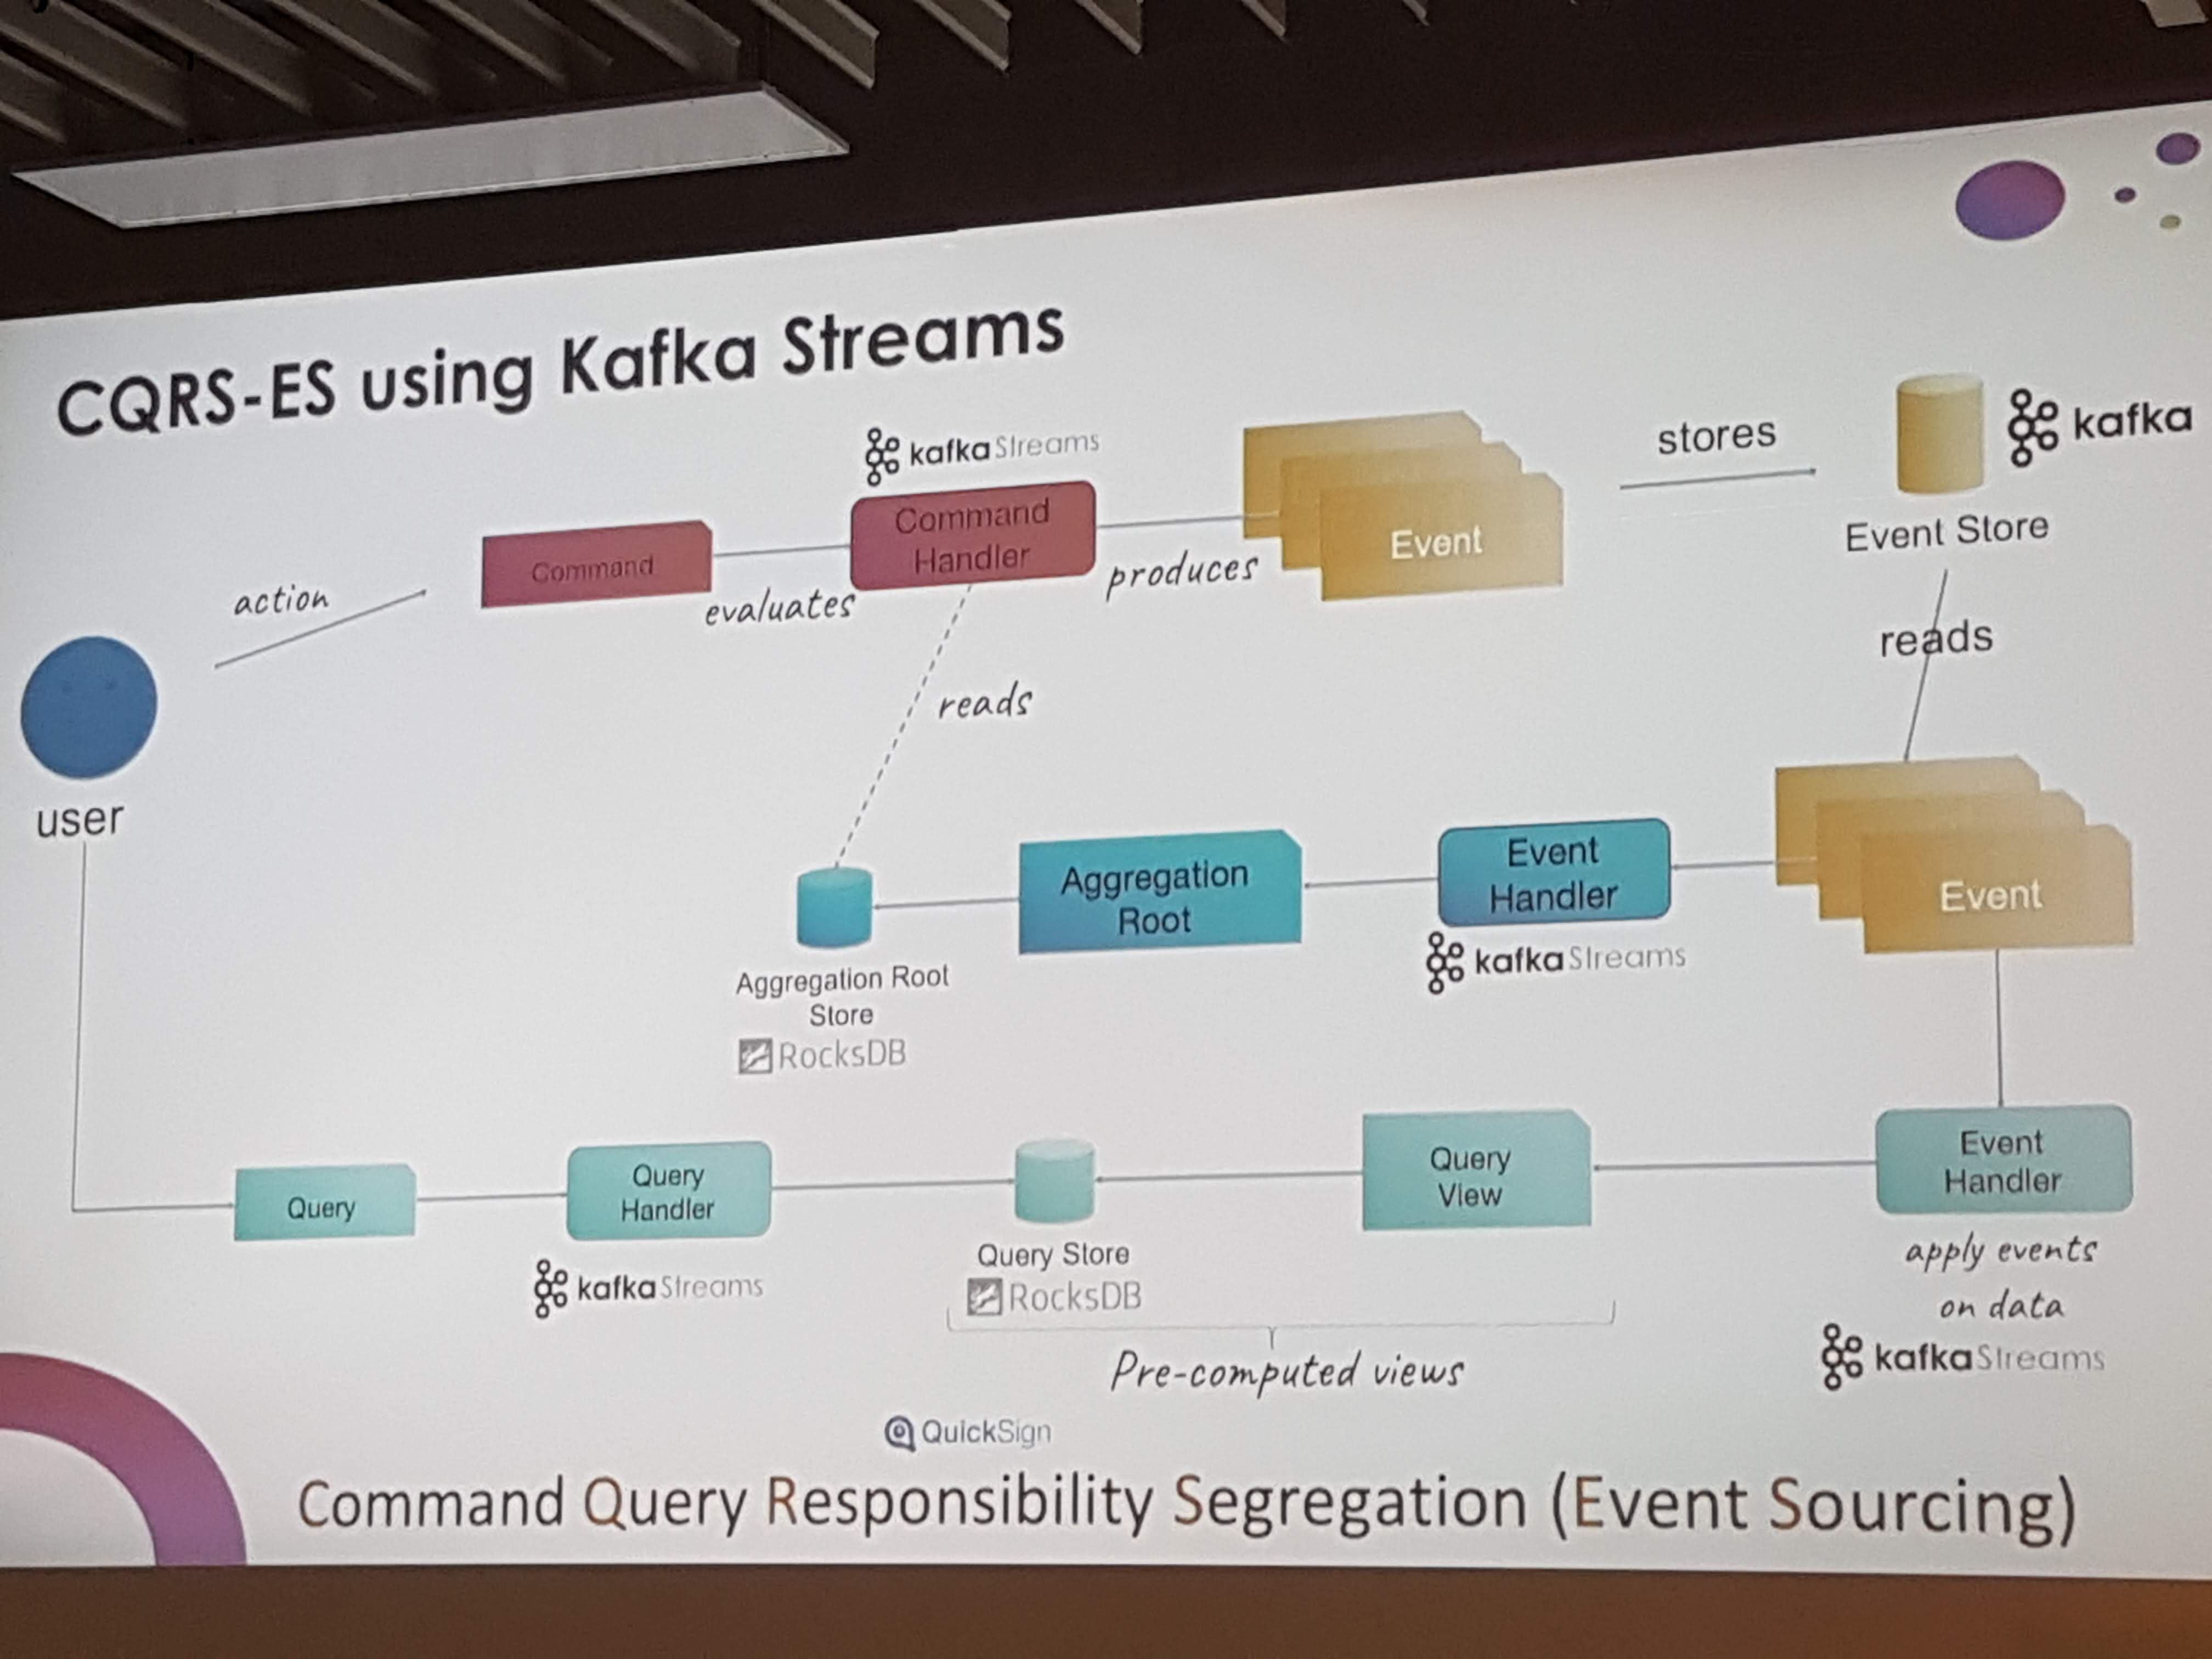 CQRS-ES using Kafka Streams
kafka Streams
action
Command
evaluates
Command
Handler
produces
Event
stores
kafka
Event Store
reads
reads
user
Aggregation Root
Store
RocksDB
Aggregation
Root
Event
Handler
kafka Streams
Event
Query
Query
Handler
kafka Streams
Query Store
RocksDB
Query
View
Pre-computed views
Event
Handler
apply events
on data
kafka Streams
QuickSign
Command Query Responsibility Segregation (Event Sourcing)